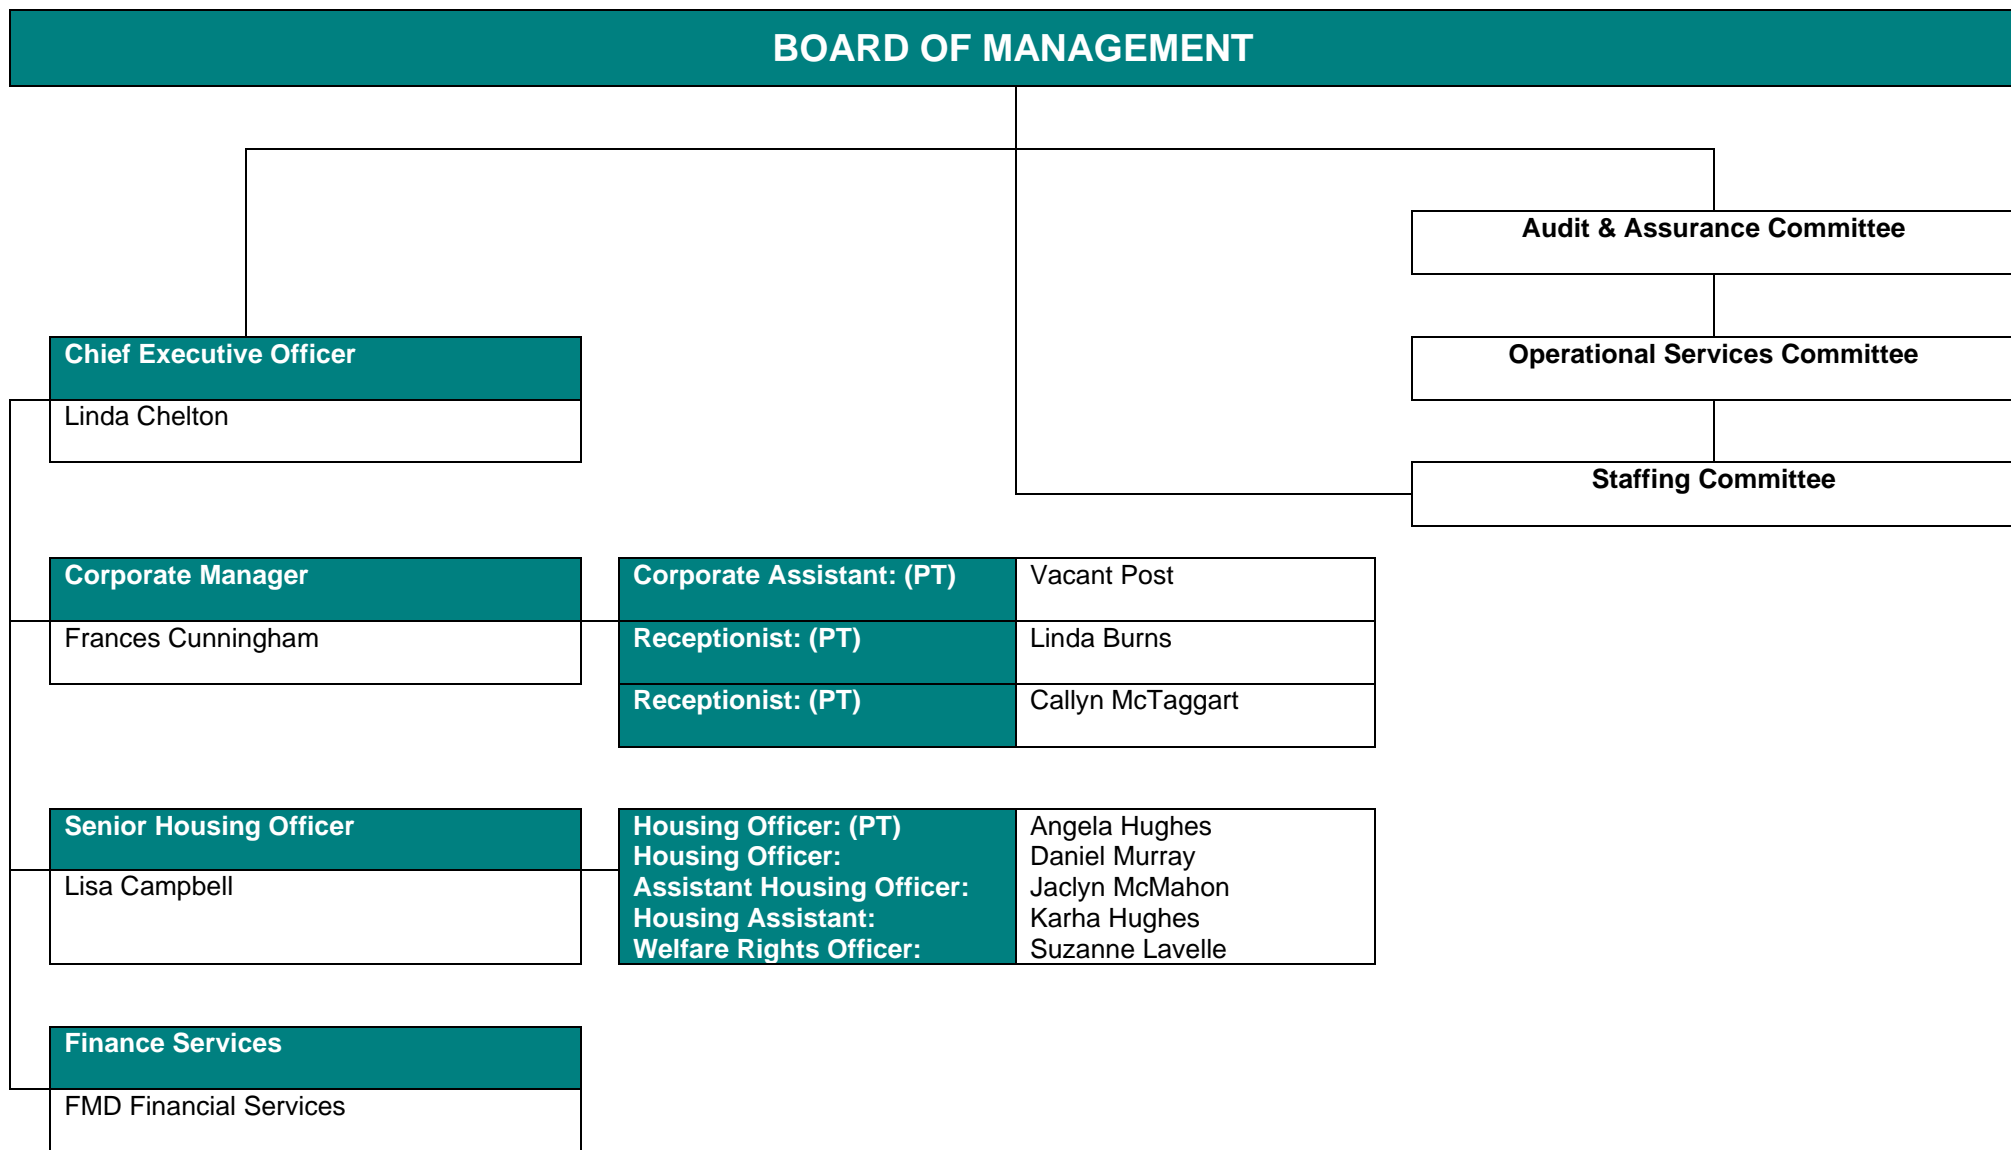 BOARD OF MANAGEMENT
Audit & Assurance Committee
Chief Executive Officer
Operational Services Committee
Linda Chelton
Staffing Committee
Corporate Manager
Frances Cunningham
Corporate Assistant: (PT) Vacant Post
Receptionist: (PT) Linda Burns
Receptionist: (PT) Callyn McTaggart
Senior Housing Officer
Lisa Campbell
Housing Officer: (PT) Angela Hughes
Housing Officer: Daniel Murray
Assistant Housing Officer: Jaclyn McMahon
Housing Assistant: Karha Hughes
Welfare Rights Officer: Suzanne Lavelle
Finance Services
FMD Financial Services